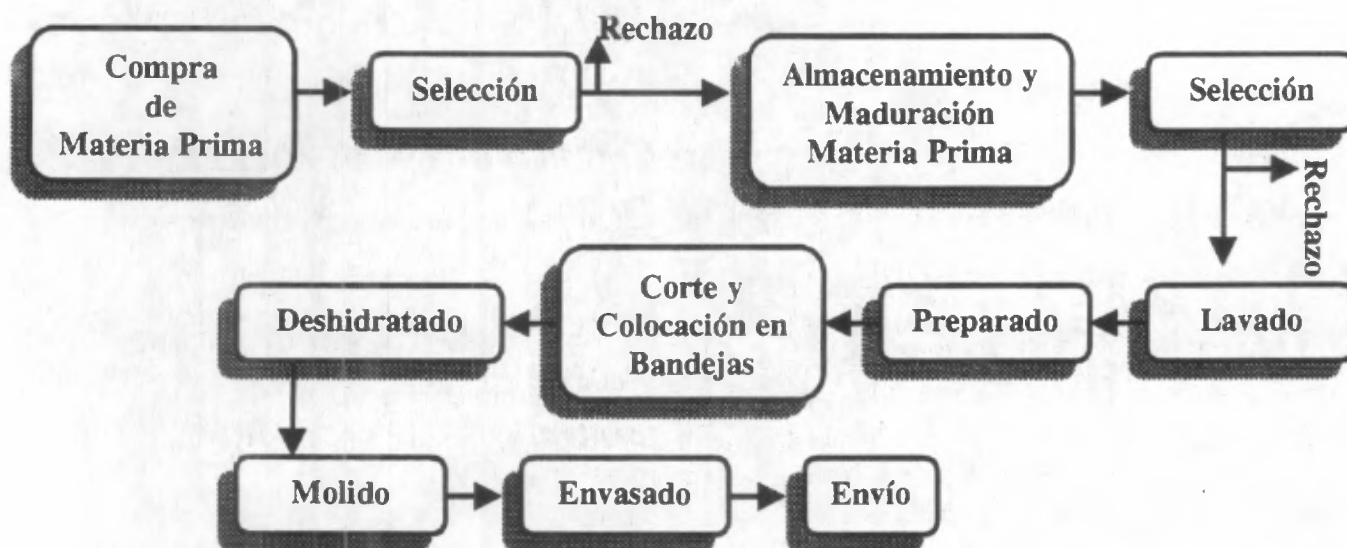 Compra
de
Materia Prima
Selección
Rechazo
Almacenamiento y
Maduración
Materia Prima
Selección
Rechazo
Lavado
Preparado
Corte y
Colocación en
Bandejas
Deshidratado
Molido
Envasado
Envío